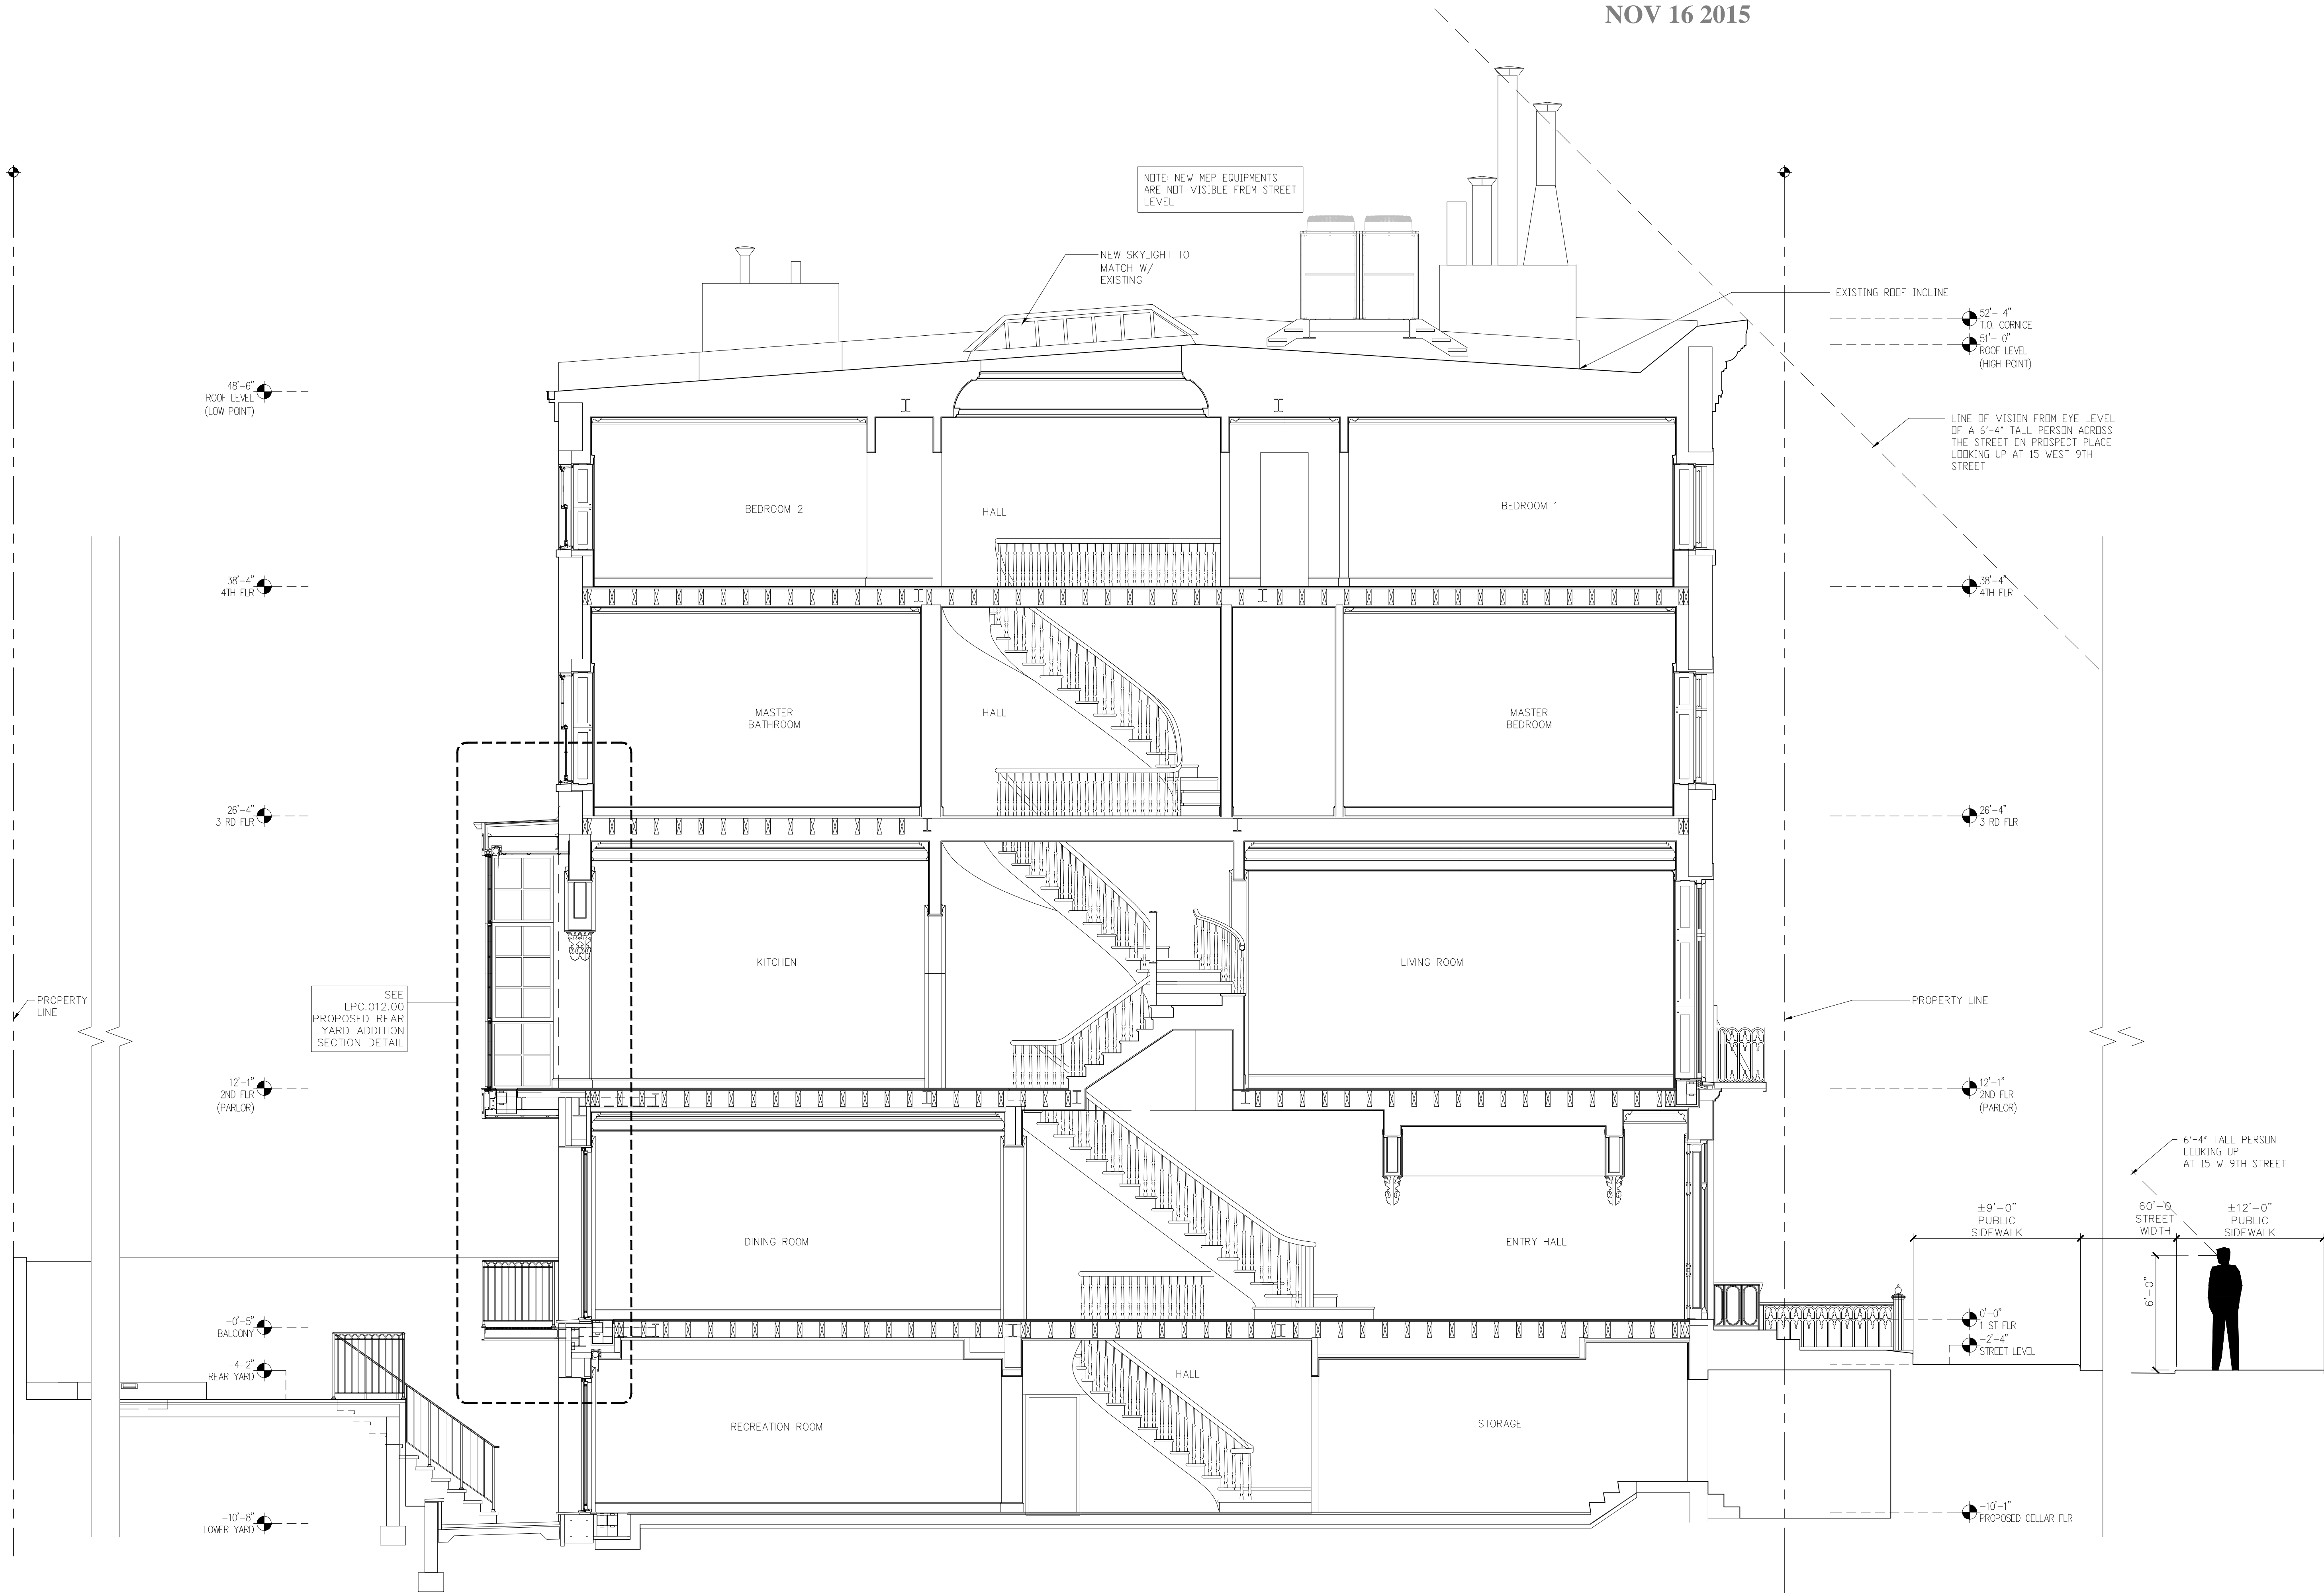 NOV 16 2015
NOTE: NEW MEP EQUIPMENTS
ARE NOT VISIBLE FROM STREET
LEVEL
NEW SKYLIGHT TO
MATCH W/
EXISTING
EXISTING ROOF INCLINE
52'- 4"
T.O. CORNICE
51'- 0"
ROOF LEVEL
(HIGH POINT)
48'-6"
ROOF LEVEL
(LOW POINT)
LINE OF VISION FROM EYE LEVEL
OF A 6'-4" TALL PERSON ACROSS
THE STREET ON PROSPECT PLACE
LOOKING UP AT 15 WEST 9TH
STREET
BEDROOM 2
HALL
BEDROOM 1
38'-4"
4TH FLR
38'-4"
4TH FLR
MASTER
BATHROOM
HALL
MASTER
BEDROOM
26'-4"
3 RD FLR
26'-4"
3 RD FLR
KITCHEN
LIVING ROOM
SEE
LPC.012.00
PROPOSED REAR
YARD ADDITION
SECTION DETAIL
PROPERTY
LINE
PROPERTY LINE
12'-1"
2ND FLR
(PARLOR)
12'-1"
2ND FLR
(PARLOR)
6'-4" TALL PERSON
LOOKING UP
AT 15 W 9TH STREET
±9'-0"
PUBLIC
SIDEWALK
60'-0
STREET
WIDTH
±12'-0"
PUBLIC
SIDEWALK
6'-0"
DINING ROOM
ENTRY HALL
-0'-5"
BALCONY
0'-0"
1 ST FLR
-2'-4"
STREET LEVEL
-4-2"
REAR YARD
HALL
RECREATION ROOM
STORAGE
-10'-8"
LOWER YARD
-10'-1"
PROPOSED CELLAR FLR